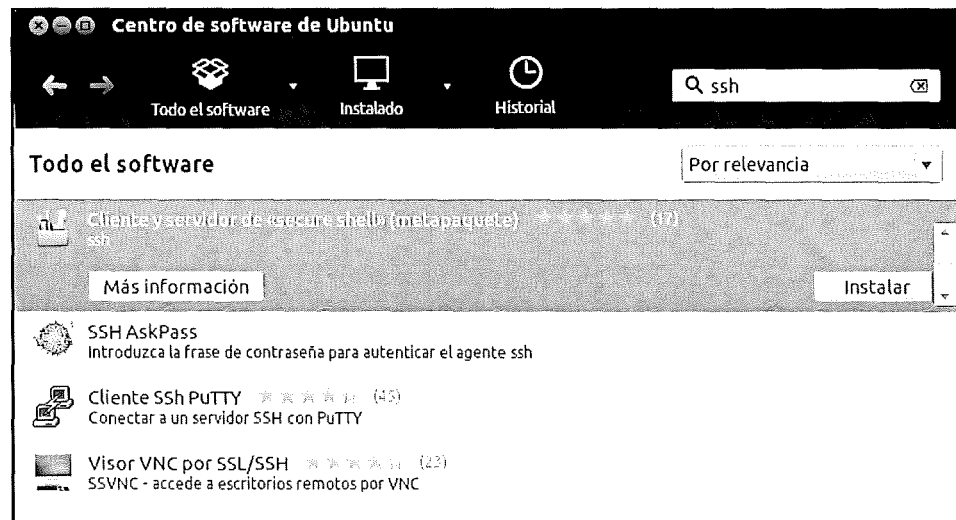 Centro de software de Ubuntu
Todo el software
Instalado
Historial
ssh
Todo el software
Por relevancia
Cliente y servidor de «secure shell» (metapaquete) (17)
ssh
Más información
Instalar
SSH AskPass
Introduzca la frase de contraseña para autenticar el agente ssh
Cliente SSh PuTTY (45)
Conectar a un servidor SSH con PuTTY
Visor VNC por SSL/SSH (23)
SSVNC - accede a escritorios remotos por VNC